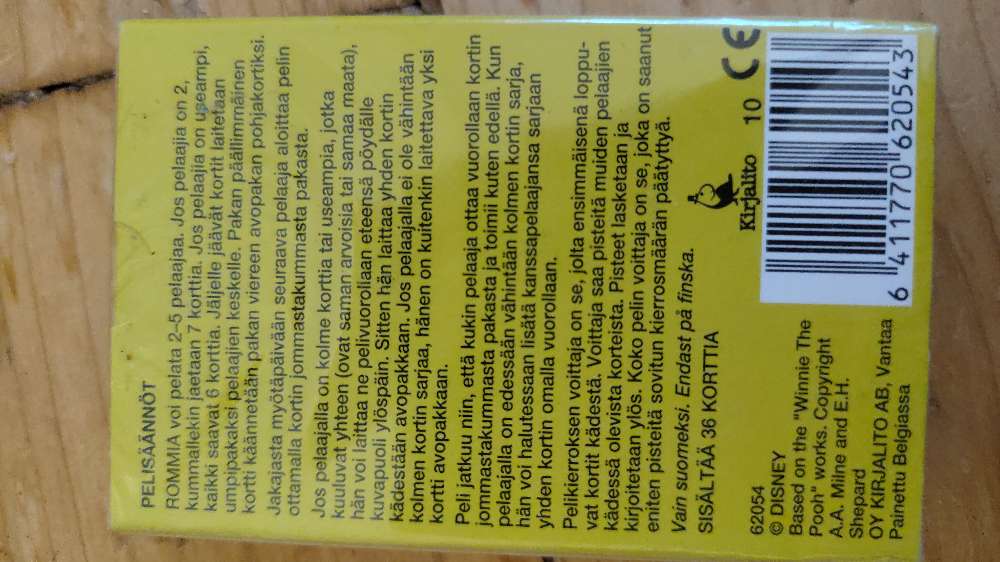 PELISÄÄNNÖT
ROMMIA voi pelata 2–5 pelaajaa. Jos pelaajia on 2,
kummallekin jaetaan 7 korttia. Jos pelaajia on useampi,
kaikki saavat 6 korttia. Jäljelle jäävät kortit laitetaan
umpipakaksi pelaajien keskelle. Pakan päällimmäinen
kortti käännetään pakan viereen avopakan pohjakortiksi.
Jakajasta myötäpäivään seuraava pelaaja aloittaa pelin
ottamalla kortin jommastakummasta pakasta.
Jos pelaajalla on kolme korttia tai useampia, jotka
kuuluvat yhteen (ovat saman arvoisia tai samaa maata),
hän voi laittaa ne pelivuorollaan eteensä pöydälle
kuvapuoli ylöspäin. Sitten hän laittaa yhden kortin
kädestään avopakkaan. Jos pelaajalla ei ole vähintään
kolmen kortin sarjaa, hänen on kuitenkin laitettava yksi
kortti avopakkaan.
Peli jatkuu niin, että kukin pelaaja ottaa vuorollaan kortin
jommastakummasta pakasta ja toimii kuten edellä. Kun
pelaajalla on edessään vähintään kolmen kortin sarja,
hän voi halutessaan lisätä kanssapelaajansa sarjaan
yhden kortin omalla vuorollaan.
Pelikierroksen voittaja on se, jolta ensimmäisenä loppu-
vat kortit kädestä. Voittaja saa pisteitä muiden pelaajien
kädessä olevista korteista. Pisteet lasketaan ja
kirjoitetaan ylös. Koko pelin voittaja on se, joka on saanut
eniten pisteitä sovitun kierrosmäärän päätyttyä.
Vain suomeksi. Endast på finska.
SISÄLTÄÄ 36 KORTTIA
Kirjalito 10 CE
62054
© DISNEY
Based on the "Winnie The
Pooh" works. Copyright
A.A. Milne and E.H.
Shepard
OY KIRJALITO AB, Vantaa
Painettu Belgiassa
6 411770 620543